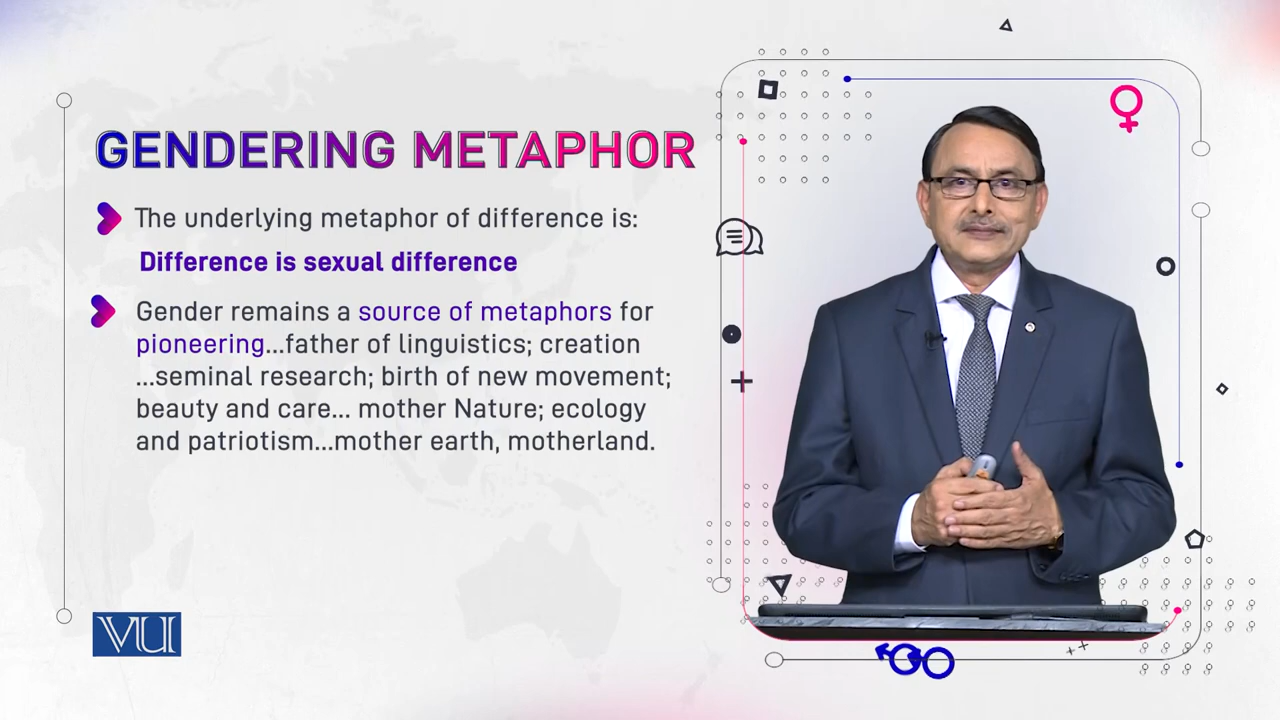 GENDERING METAPHOR
The underlying metaphor of difference is:
Difference is sexual difference
Gender remains a source of metaphors for
pioneering...father of linguistics; creation
...seminal research; birth of new movement;
beauty and care... mother Nature; ecology
and patriotism...mother earth, motherland.
VU